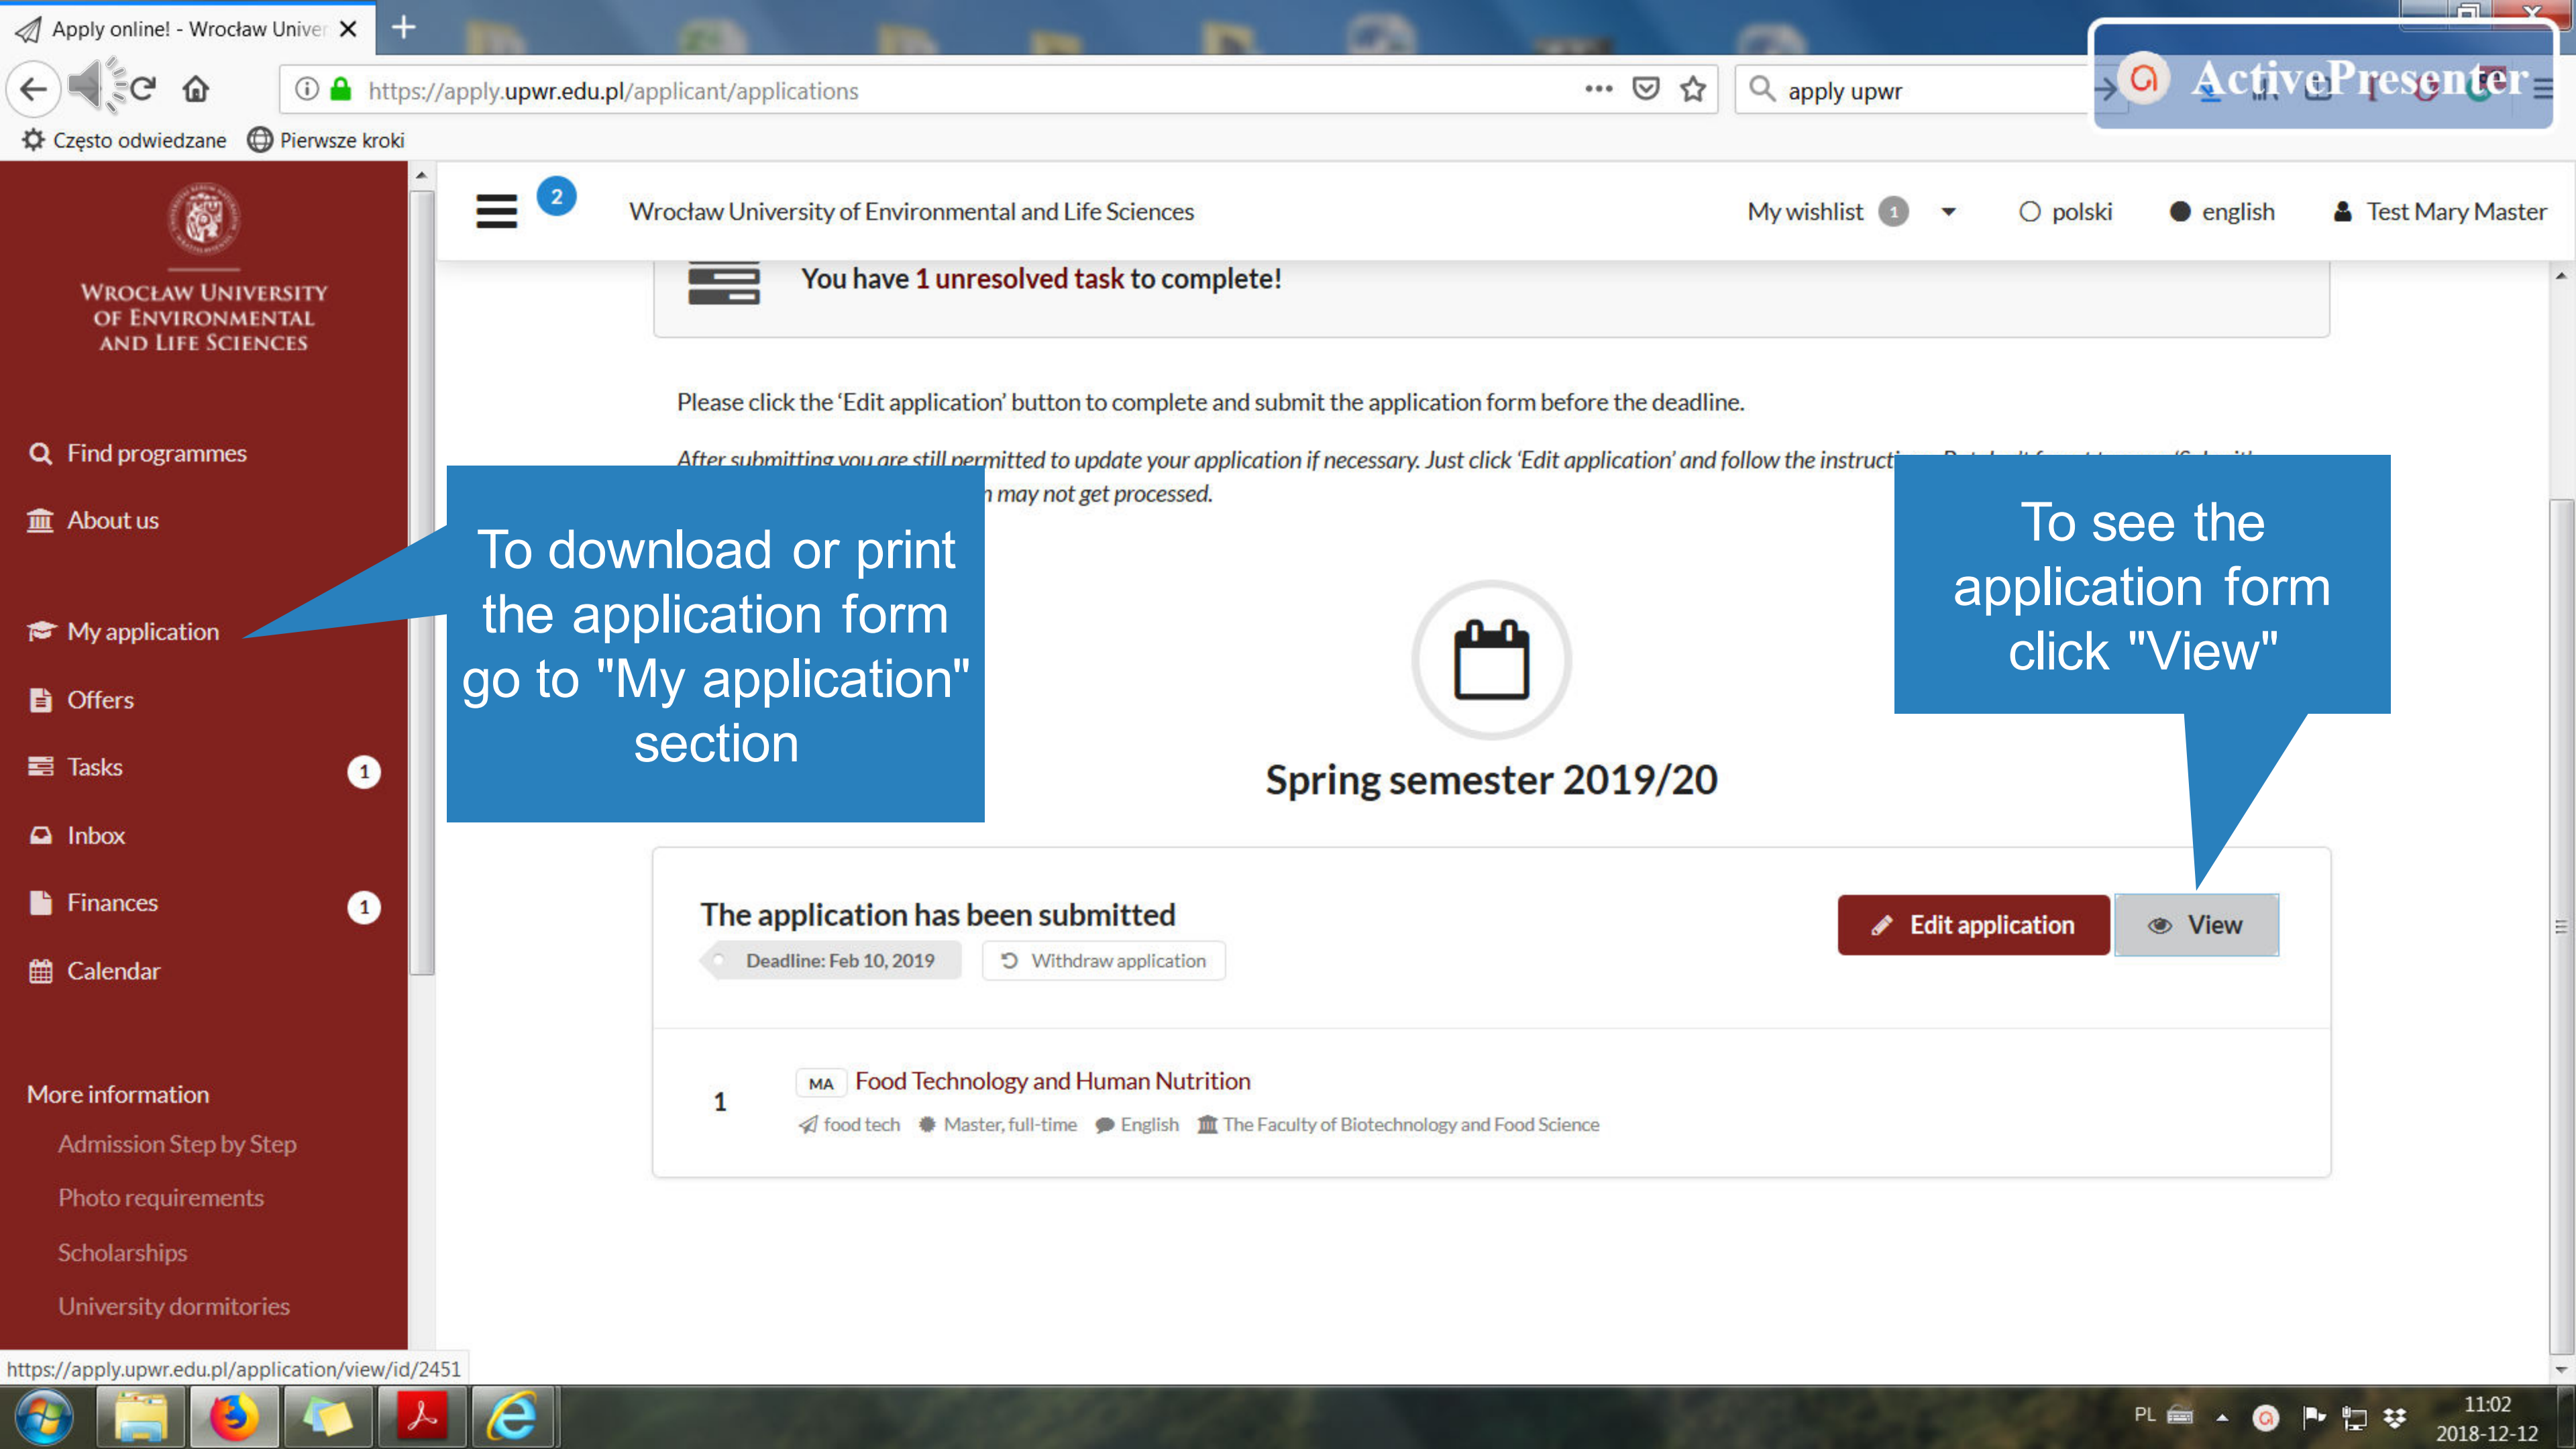 Apply online! - Wrocław Univer
https://apply.upwr.edu.pl/applicant/applications
apply upwr
ActivePresenter
Często odwiedzane
Pierwsze kroki
WROCŁAW UNIVERSITY
OF ENVIRONMENTAL
AND LIFE SCIENCES
Find programmes
About us
My application
Offers
Tasks 1
Inbox
Finances 1
Calendar
More information
Admission Step by Step
Photo requirements
Scholarships
University dormitories
2
Wrocław University of Environmental and Life Sciences
My wishlist 1
polski
english
Test Mary Master
You have 1 unresolved task to complete!
Please click the ‘Edit application’ button to complete and submit the application form before the deadline.
After submitting you are still permitted to update your application if necessary. Just click ‘Edit application’ and follow the
may not get processed.
To download or print
the application form
go to "My application"
section
To see the
application form
click "View"
Spring semester 2019/20
The application has been submitted
Deadline: Feb 10, 2019
Withdraw application
Edit application
View
1
MA Food Technology and Human Nutrition
food tech Master, full-time English The Faculty of Biotechnology and Food Science
https://apply.upwr.edu.pl/application/view/id/2451
PL
11:02
2018-12-12